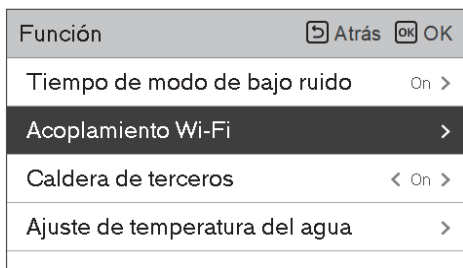 Función Atrás OK OK
Tiempo de modo de bajo ruido On >
Acoplamiento Wi-Fi >
Caldera de terceros < On >
Ajuste de temperatura del agua >